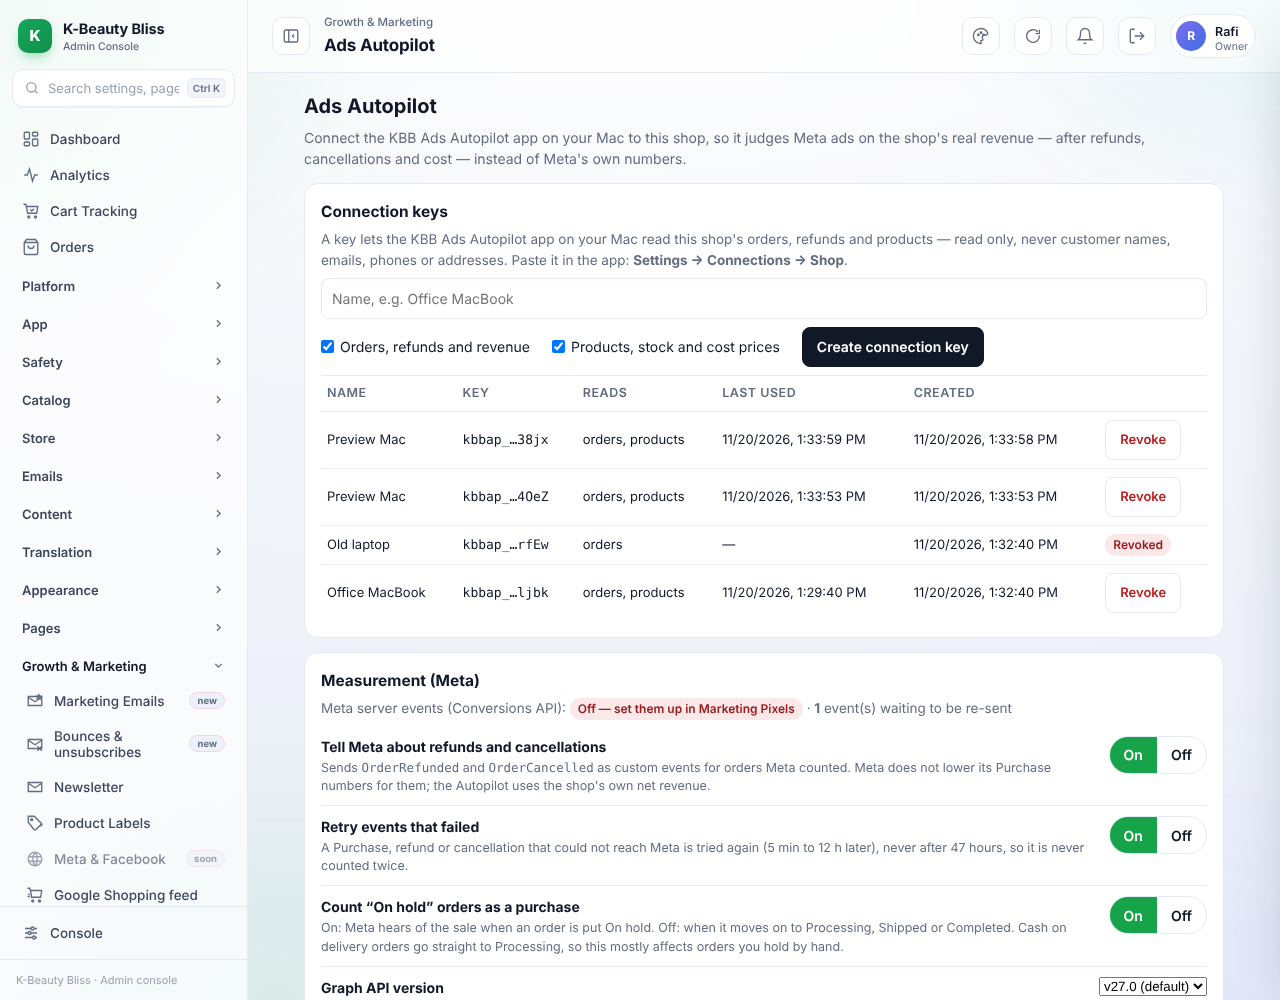 K
K-Beauty Bliss
Admin Console
Search settings, page
Ctrl K
Dashboard
Analytics
Cart Tracking
Orders
Platform
App
Safety
Catalog
Store
Emails
Content
Translation
Appearance
Pages
Growth & Marketing
Marketing Emails new
Bounces & unsubscribes new
Newsletter
Product Labels
Meta & Facebook soon
Google Shopping feed
Console
K-Beauty Bliss · Admin console
Growth & Marketing
Ads Autopilot
R
Rafi
Owner
Ads Autopilot
Connect the KBB Ads Autopilot app on your Mac to this shop, so it judges Meta ads on the shop's real revenue — after refunds,
cancellations and cost — instead of Meta's own numbers.
Connection keys
A key lets the KBB Ads Autopilot app on your Mac read this shop's orders, refunds and products — read only, never customer names,
emails, phones or addresses. Paste it in the app: Settings → Connections → Shop.
Name, e.g. Office MacBook
Orders, refunds and revenue Products, stock and cost prices Create connection key
NAME KEY READS LAST USED CREATED
Preview Mac kbbap_…38jx orders, products 11/20/2026, 1:33:59 PM 11/20/2026, 1:33:58 PM Revoke
Preview Mac kbbap_…4OeZ orders, products 11/20/2026, 1:33:53 PM 11/20/2026, 1:33:53 PM Revoke
Old laptop kbbap_…rfEw orders — 11/20/2026, 1:32:40 PM Revoked
Office MacBook kbbap_…ljbk orders, products 11/20/2026, 1:29:40 PM 11/20/2026, 1:32:40 PM Revoke
Measurement (Meta)
Meta server events (Conversions API): Off — set them up in Marketing Pixels · 1 event(s) waiting to be re-sent
Tell Meta about refunds and cancellations
Sends OrderRefunded and OrderCancelled as custom events for orders Meta counted. Meta does not lower its Purchase
numbers for them; the Autopilot uses the shop's own net revenue.
On Off
Retry events that failed
A Purchase, refund or cancellation that could not reach Meta is tried again (5 min to 12 h later), never after 47 hours, so it is never
counted twice.
On Off
Count “On hold” orders as a purchase
On: Meta hears of the sale when an order is put On hold. Off: when it moves on to Processing, Shipped or Completed. Cash on
delivery orders go straight to Processing, so this mostly affects orders you hold by hand.
On Off
Graph API version
v27.0 (default)